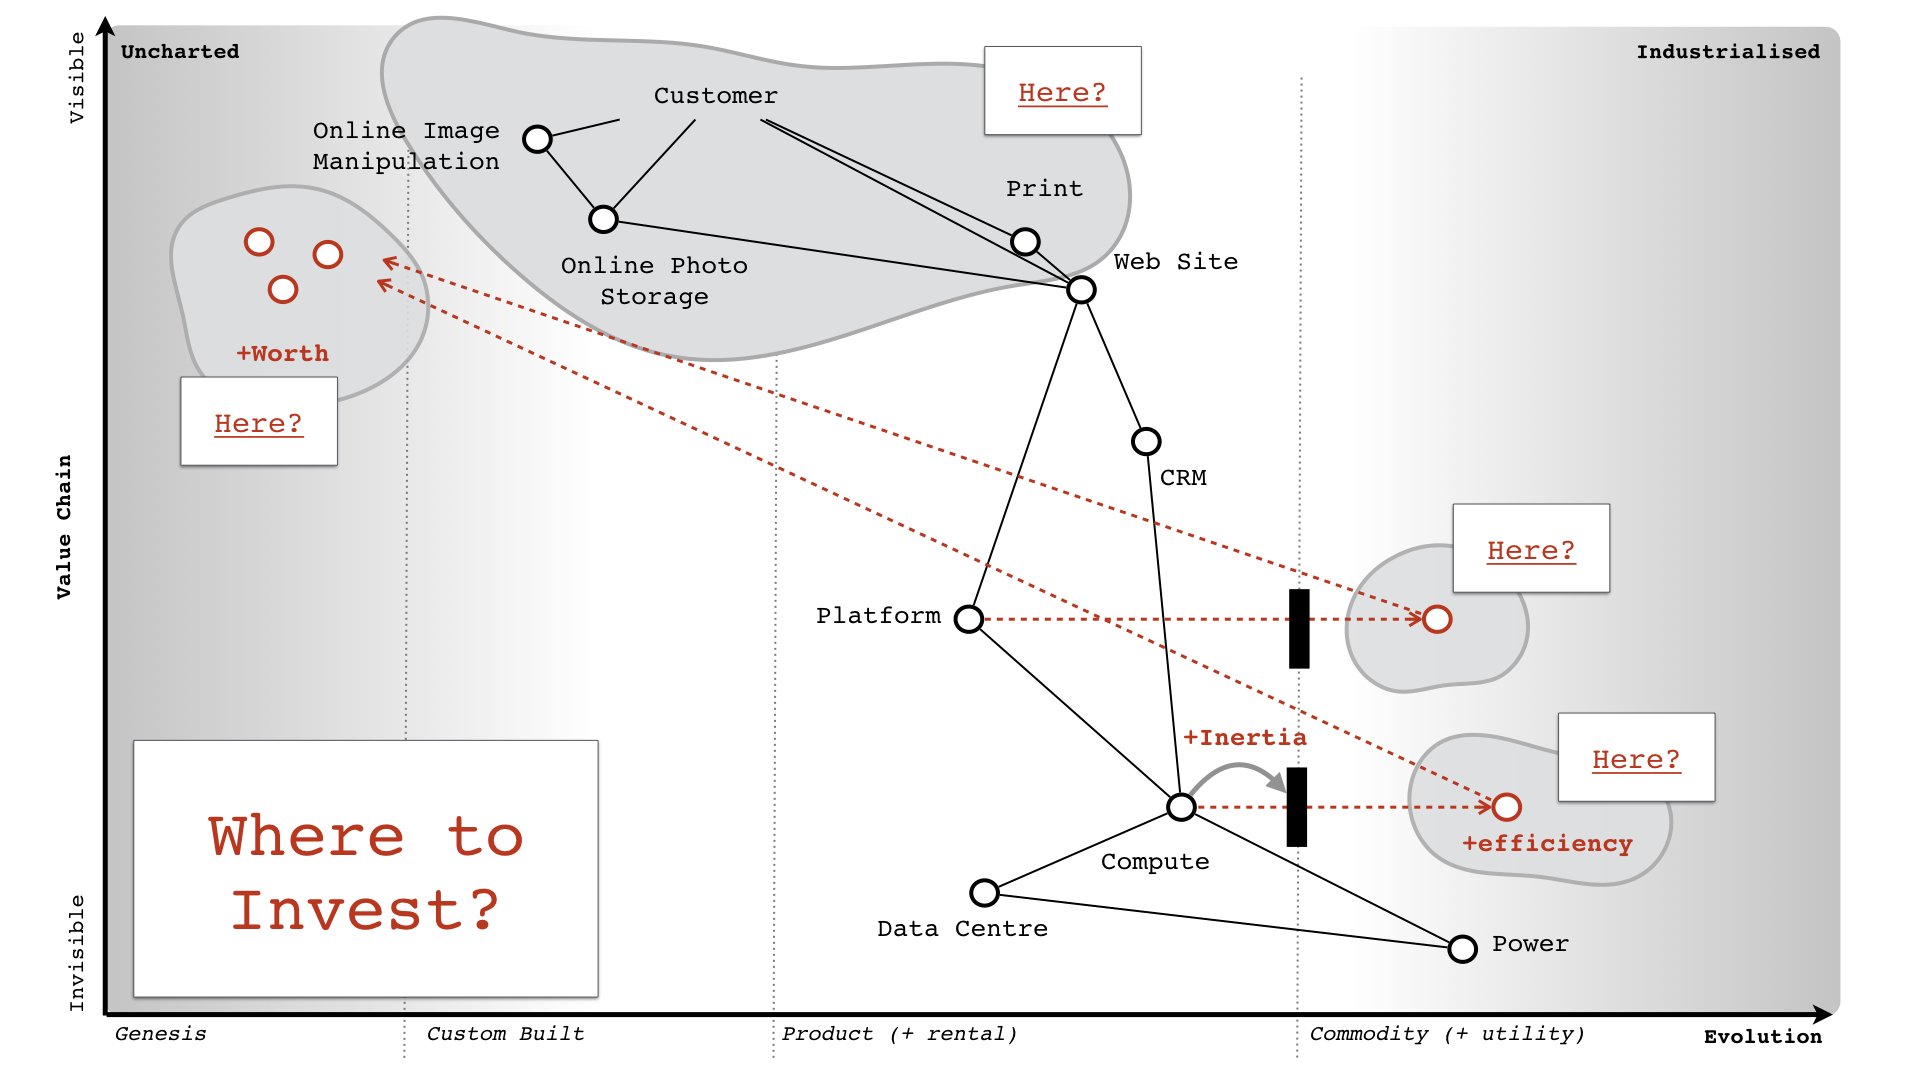 Visible
Uncharted
Industrialised
Customer
Here?
Online Image
Manipulation
Print
Web Site
Online Photo
Storage
+Worth
Here?
Value Chain
CRM
Here?
Platform
+Inertia
Here?
+efficiency
Compute
Where to
Invest?
Data Centre
Power
Invisible
Genesis
Custom Built
Product (+ rental)
Commodity (+ utility)
Evolution